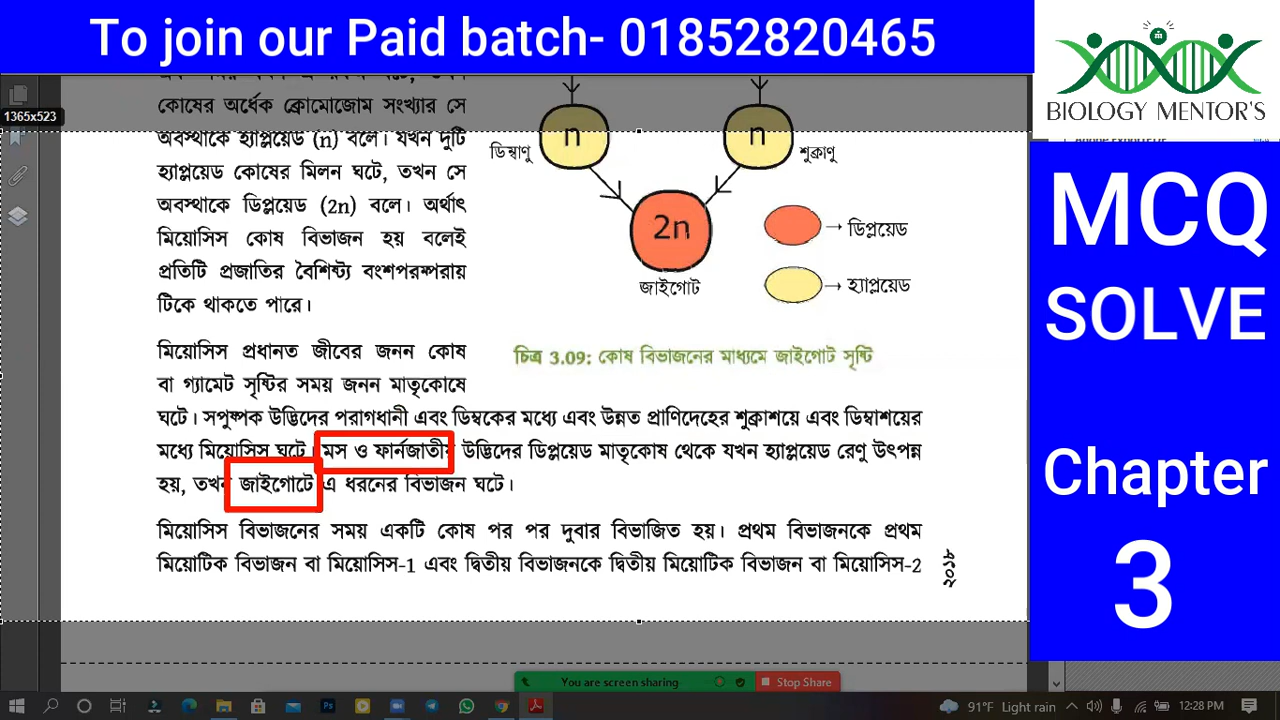 To join our Paid batch- 01852820465
BIOLOGY MENTOR'S
MCQ
SOLVE
Chapter
3
1365x523
কোষের অর্ধেক ক্রোমোজোম সংখ্যার সে
অবস্থাকে হ্যাপ্লয়েড (n) বলে। যখন দুটি
হ্যাপ্লয়েড কোষের মিলন ঘটে, তখন সে
অবস্থাকে ডিপ্লয়েড (2n) বলে। অর্থাৎ
মিয়োসিস কোষ বিভাজন হয় বলেই
প্রতিটি প্রজাতির বৈশিষ্ট্য বংশপরম্পরায়
টিকে থাকতে পারে।
n
n
ডিম্বাণু
শুক্রাণু
2n
জাইগোট
→ ডিপ্লয়েড
→ হ্যাপ্লয়েড
চিত্র 3.09: কোষ বিভাজনের মাধ্যমে জাইগোট সৃষ্টি
মিয়োসিস প্রধানত জীবের জনন কোষ
বা গ্যামেট সৃষ্টির সময় জনন মাতৃকোষে
ঘটে। সপুষ্পক উদ্ভিদের পরাগধানী এবং ডিম্বকের মধ্যে এবং উন্নত প্রাণিদেহের শুক্রাশয়ে এবং ডিম্বাশয়ের
মধ্যে মিয়োসিস ঘটে। মস ও ফার্নজাতীয় উদ্ভিদের ডিপ্লয়েড মাতৃকোষ থেকে যখন হ্যাপ্লয়েড রেণু উৎপন্ন
হয়, তখন জাইগোটে এ ধরনের বিভাজন ঘটে।
মিয়োসিস বিভাজনের সময় একটি কোষ পর পর দুবার বিভাজিত হয়। প্রথম বিভাজনকে প্রথম
মিয়োটিক বিভাজন বা মিয়োসিস-1 এবং দ্বিতীয় বিভাজনকে দ্বিতীয় মিয়োটিক বিভাজন বা মিয়োসিস-2
২০১৮
You are screen sharing
Stop Share
91°F Light rain
12:28 PM